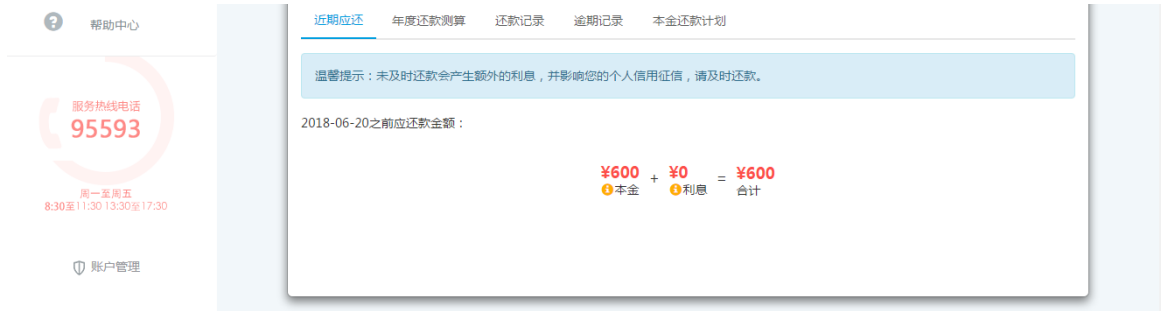 帮助中心
服务热线电话
95593
周一至周五
8:30至11:30 13:30至17:30
账户管理
近期应还 年度还款测算 还款记录 逾期记录 本金还款计划
温馨提示：未及时还款会产生额外的利息，并影响您的个人信用征信，请及时还款。
2018-06-20之前应还款金额：
¥600 + ¥0 = ¥600
本金 利息 合计